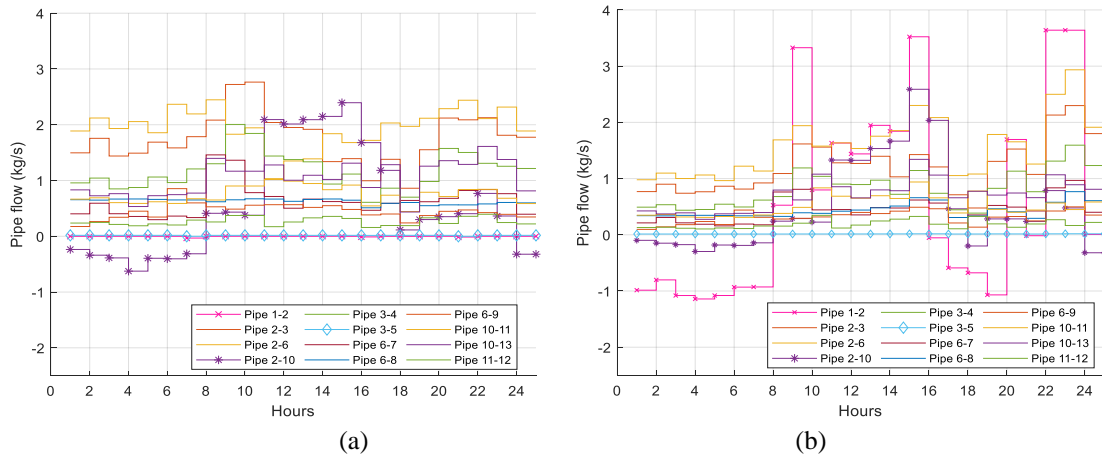 4
3
2
1
0
-1
-2
Pipe flow (kg/s)
Pipe 1-2 Pipe 3-4 Pipe 6-9
Pipe 2-3 Pipe 3-5 Pipe 10-11
Pipe 2-6 Pipe 6-7 Pipe 10-13
Pipe 2-10 Pipe 6-8 Pipe 11-12
0 2 4 6 8 10 12 14 16 18 20 22 24
Hours
(a)
4
3
2
1
0
-1
-2
Pipe flow (kg/s)
Pipe 1-2 Pipe 3-4 Pipe 6-9
Pipe 2-3 Pipe 3-5 Pipe 10-11
Pipe 2-6 Pipe 6-7 Pipe 10-13
Pipe 2-10 Pipe 6-8 Pipe 11-12
0 2 4 6 8 10 12 14 16 18 20 22 24
Hours
(b)